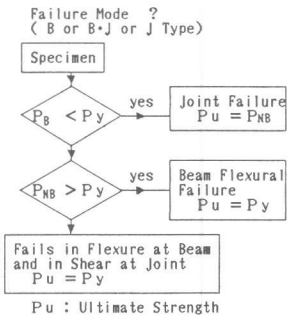 Failure Mode ?
( B or B･J or J Type)
Specimen
P_B < Py
yes
Joint Failure
Pu = P_NB
P_NB > Py
yes
Beam Flexural
Failure
Pu = Py
Fails in Flexure at Beam
and in Shear at Joint
Pu = Py
Pu : Ultimate Strength